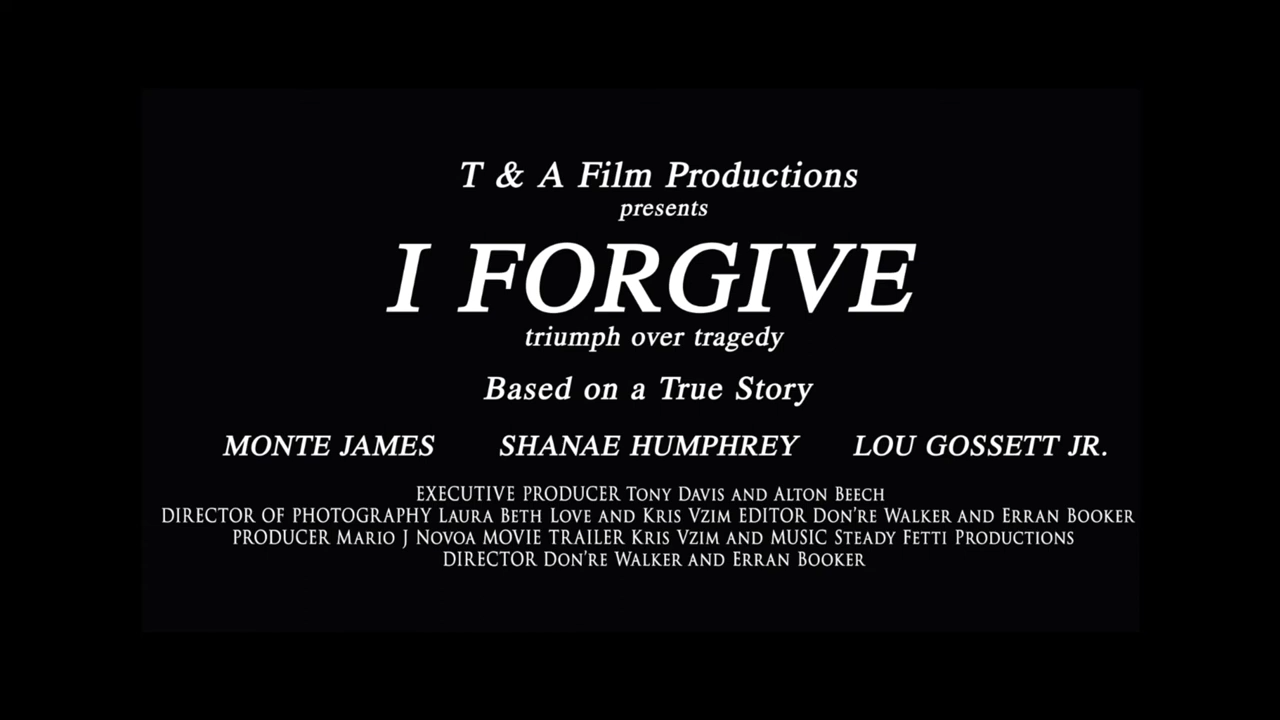 T & A Film Productions
presents
I FORGIVE
triumph over tragedy
Based on a True Story
MONTE JAMES SHANAE HUMPHREY LOU GOSSETT JR.
EXECUTIVE PRODUCER Tony Davis and Alton Beech
DIRECTOR OF PHOTOGRAPHY Laura Beth Love and Kris Vzim EDITOR Don're Walker and Erran Booker
PRODUCER Mario J Novoa MOVIE TRAILER Kris Vzim and MUSIC Steady Fetti Productions
DIRECTOR Don're Walker and Erran Booker